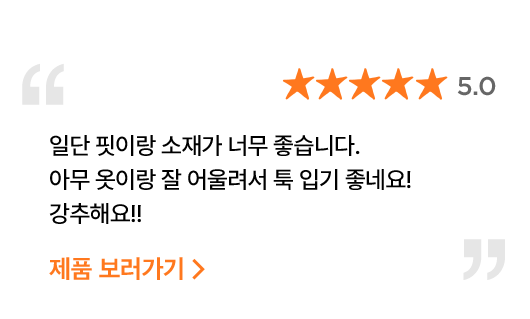 ★★★★★ 5.0
일단 핏이랑 소재가 너무 좋습니다.
아무 옷이랑 잘 어울려서 툭 입기 좋네요!
강추해요!!
제품 보러가기 >